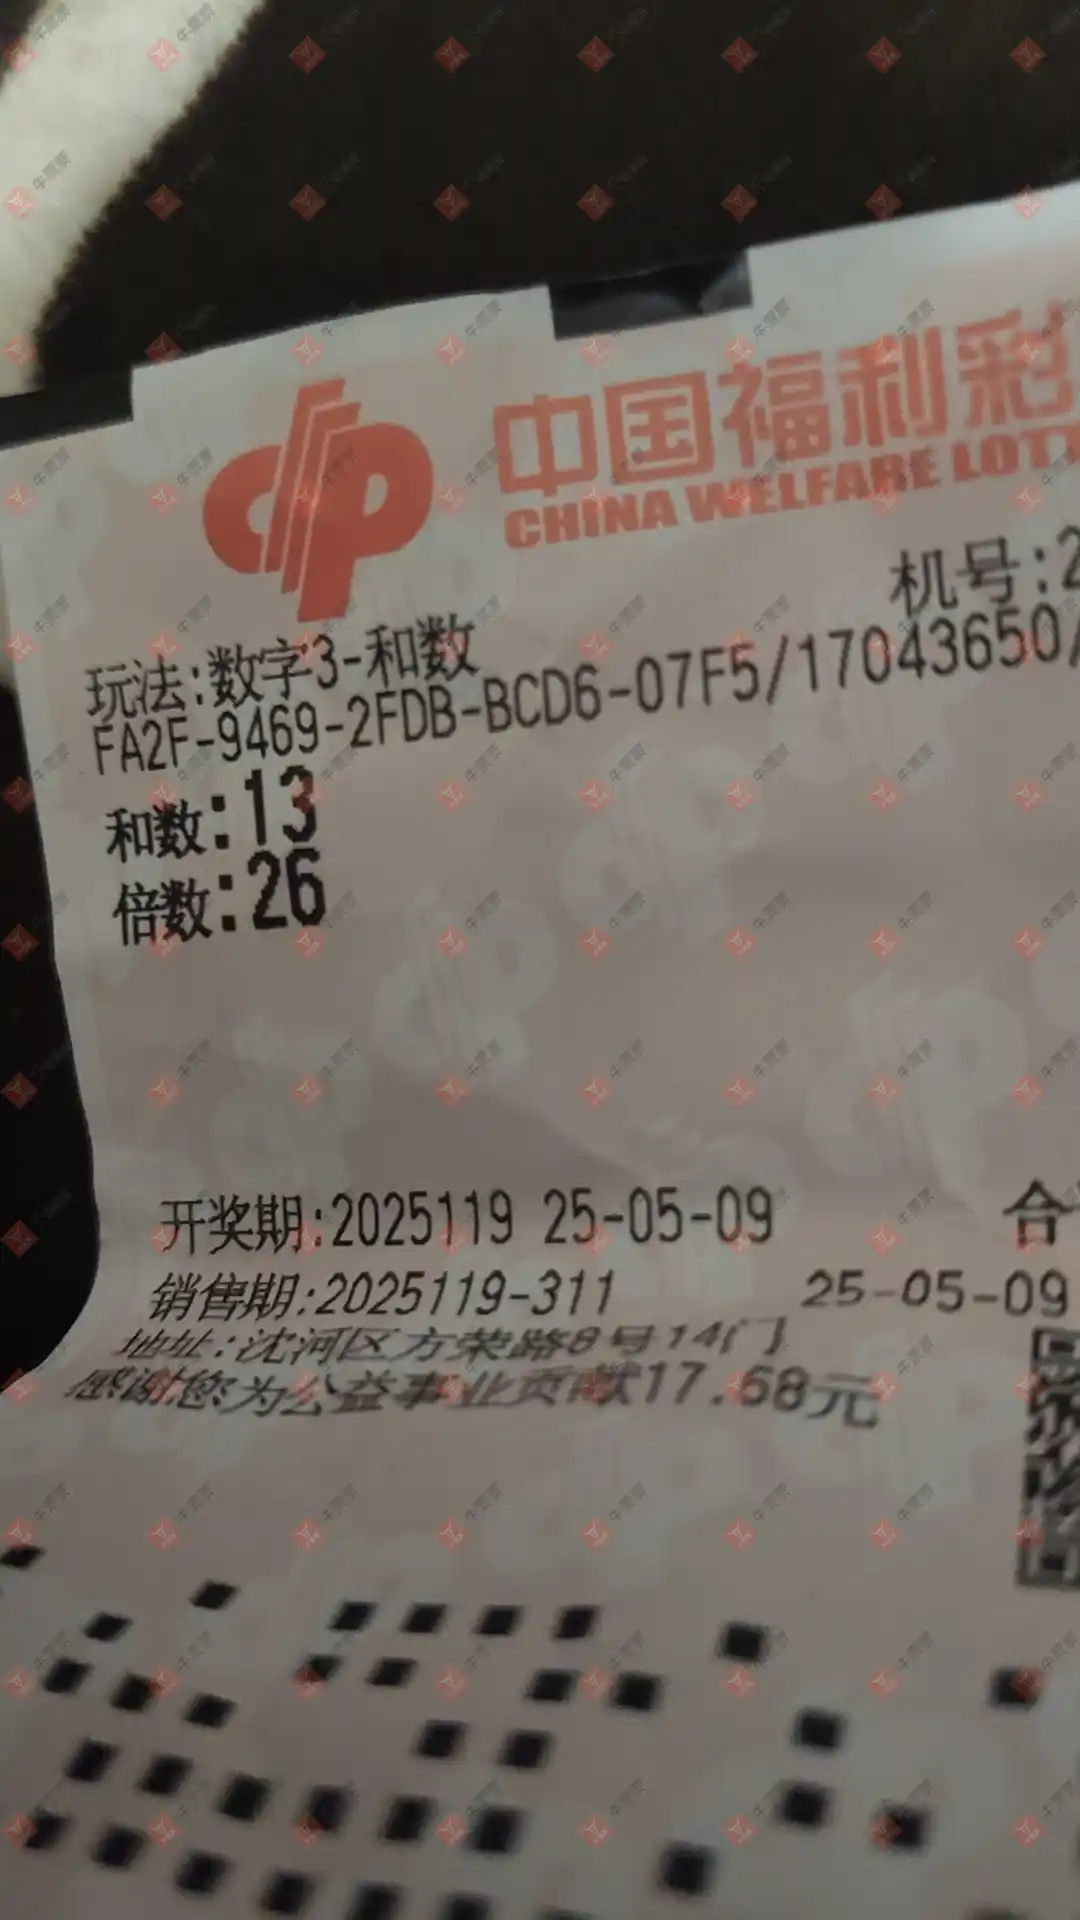 中国福利彩
CHINA WELFARE LOTT
机号:2
玩法:数字3-和数
FA2F-9469-2FDB-BCD6-07F5/17043650/
和数:13
倍数:26
开奖期:2025119 25-05-09
合
销售期:2025119-311 25-05-09
地址:沈河区方荣路8号14门
感谢您为公益事业贡献17.68元